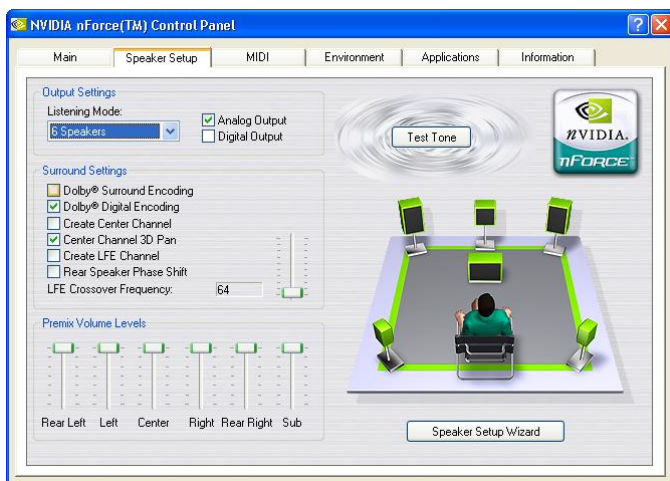 NVIDIA nForce(TM) Control Panel
Main
Speaker Setup
MIDI
Environment
Applications
Information
Output Settings
Listening Mode:
6 Speakers
Analog Output
Digital Output
Test Tone
nVIDIA.
nFORCE
Surround Settings
Dolby® Surround Encoding
Dolby® Digital Encoding
Create Center Channel
Center Channel 3D Pan
Create LFE Channel
Rear Speaker Phase Shift
LFE Crossover Frequency: 64
Premix Volume Levels
Rear Left Left Center Right Rear Right Sub
Speaker Setup Wizard